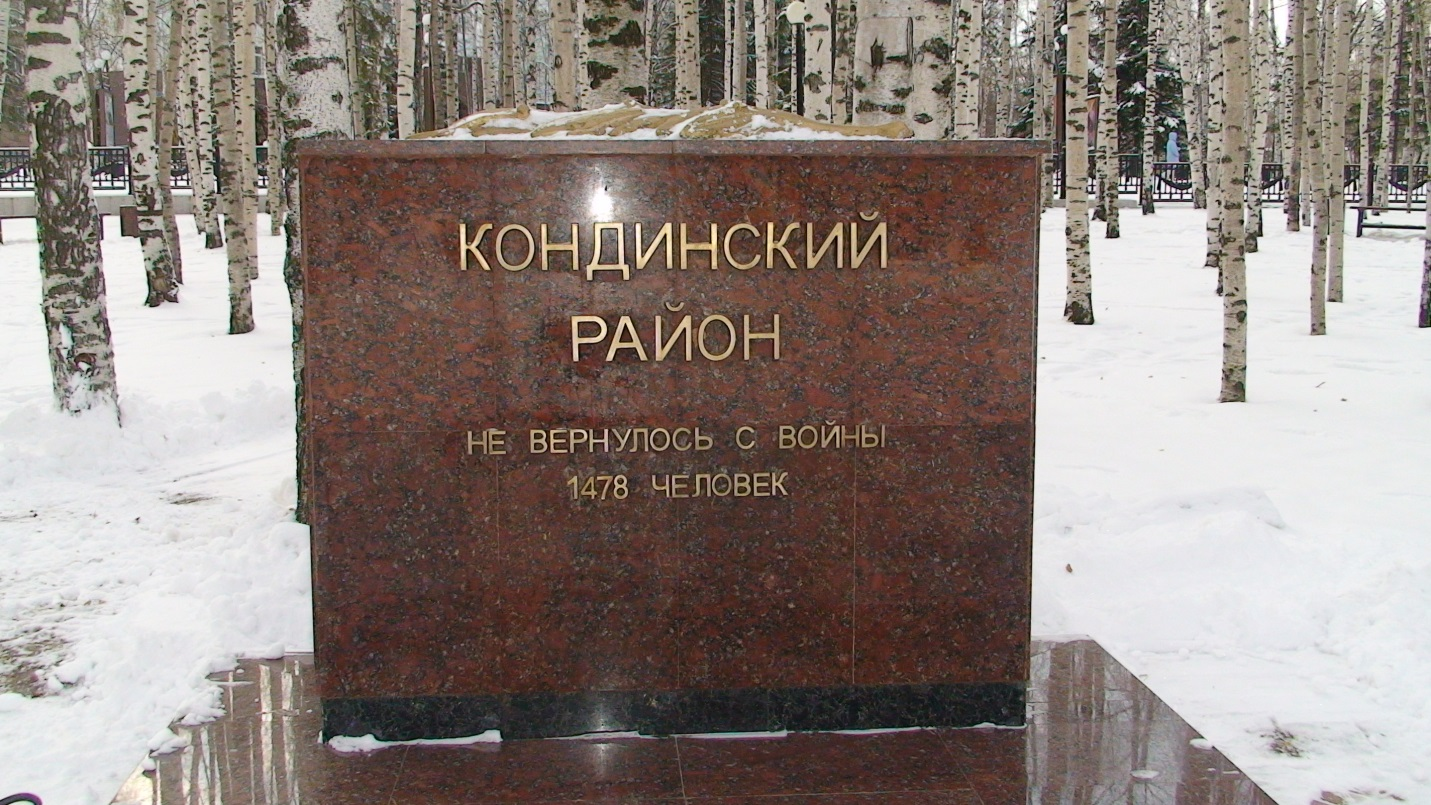 КОНДИНСКИЙ
РАЙОН
НЕ ВЕРНУЛОСЬ С ВОЙНЫ
1478 ЧЕЛОВЕК